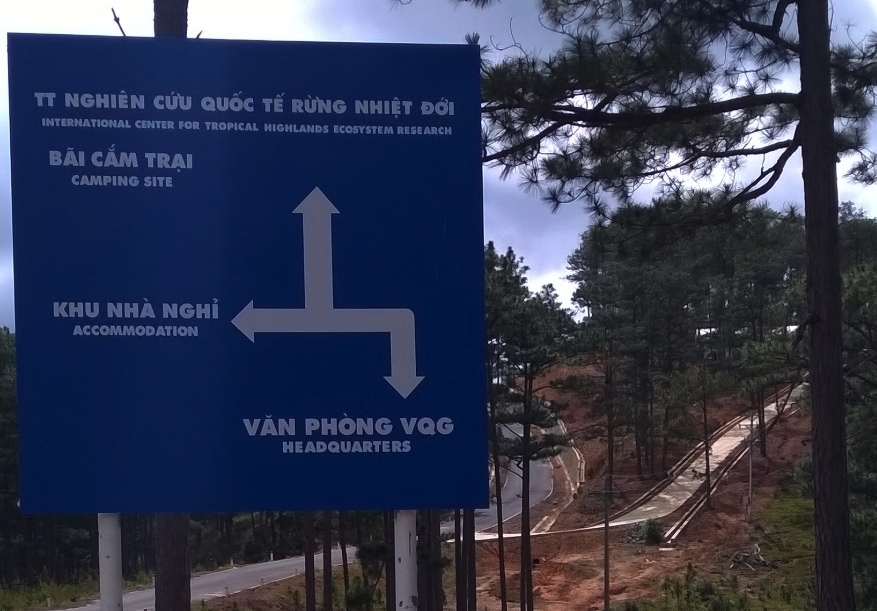 TT NGHIÊN CỨU QUỐC TẾ RỪNG NHIỆT ĐỚI
INTERNATIONAL CENTER FOR TROPICAL HIGHLANDS ECOSYSTEM RESEARCH
BÃI CẮM TRẠI
CAMPING SITE
KHU NHÀ NGHỈ
ACCOMMODATION
VĂN PHÒNG VQG
HEADQUARTERS